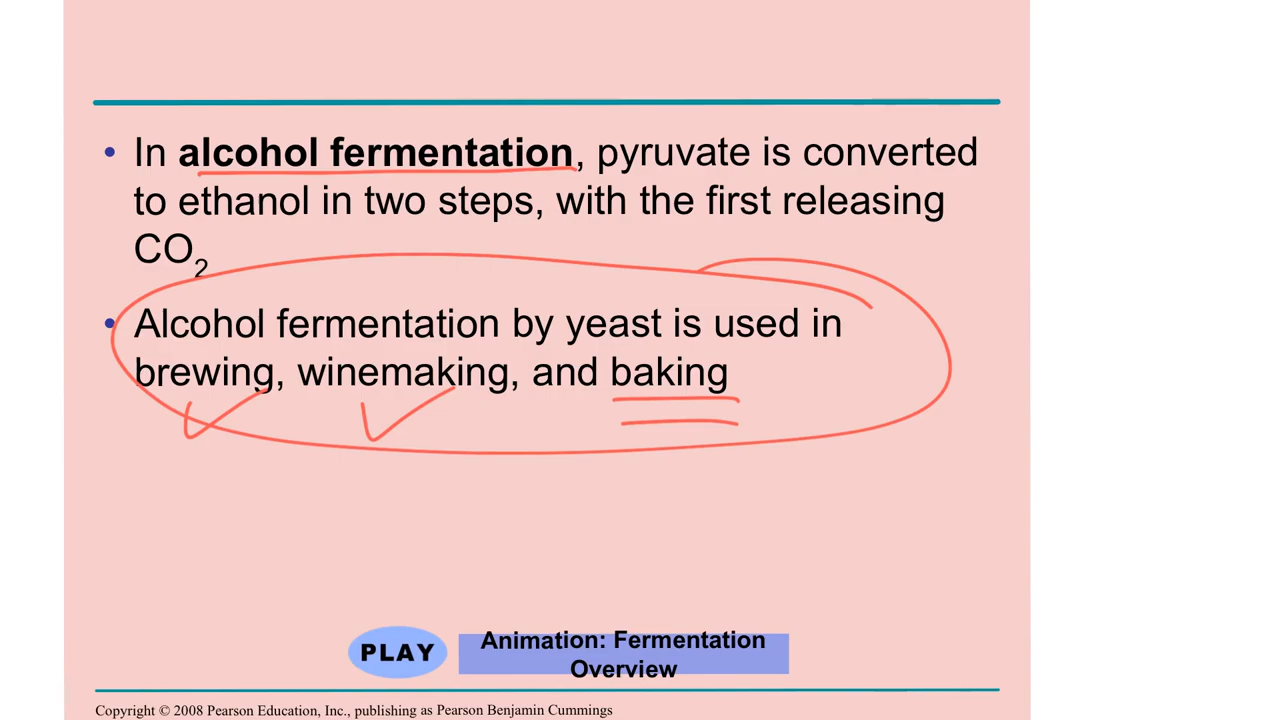 • In alcohol fermentation, pyruvate is converted
to ethanol in two steps, with the first releasing
CO₂
• Alcohol fermentation by yeast is used in
brewing, winemaking, and baking
PLAY
Animation: Fermentation
Overview
Copyright © 2008 Pearson Education, Inc., publishing as Pearson Benjamin Cummings